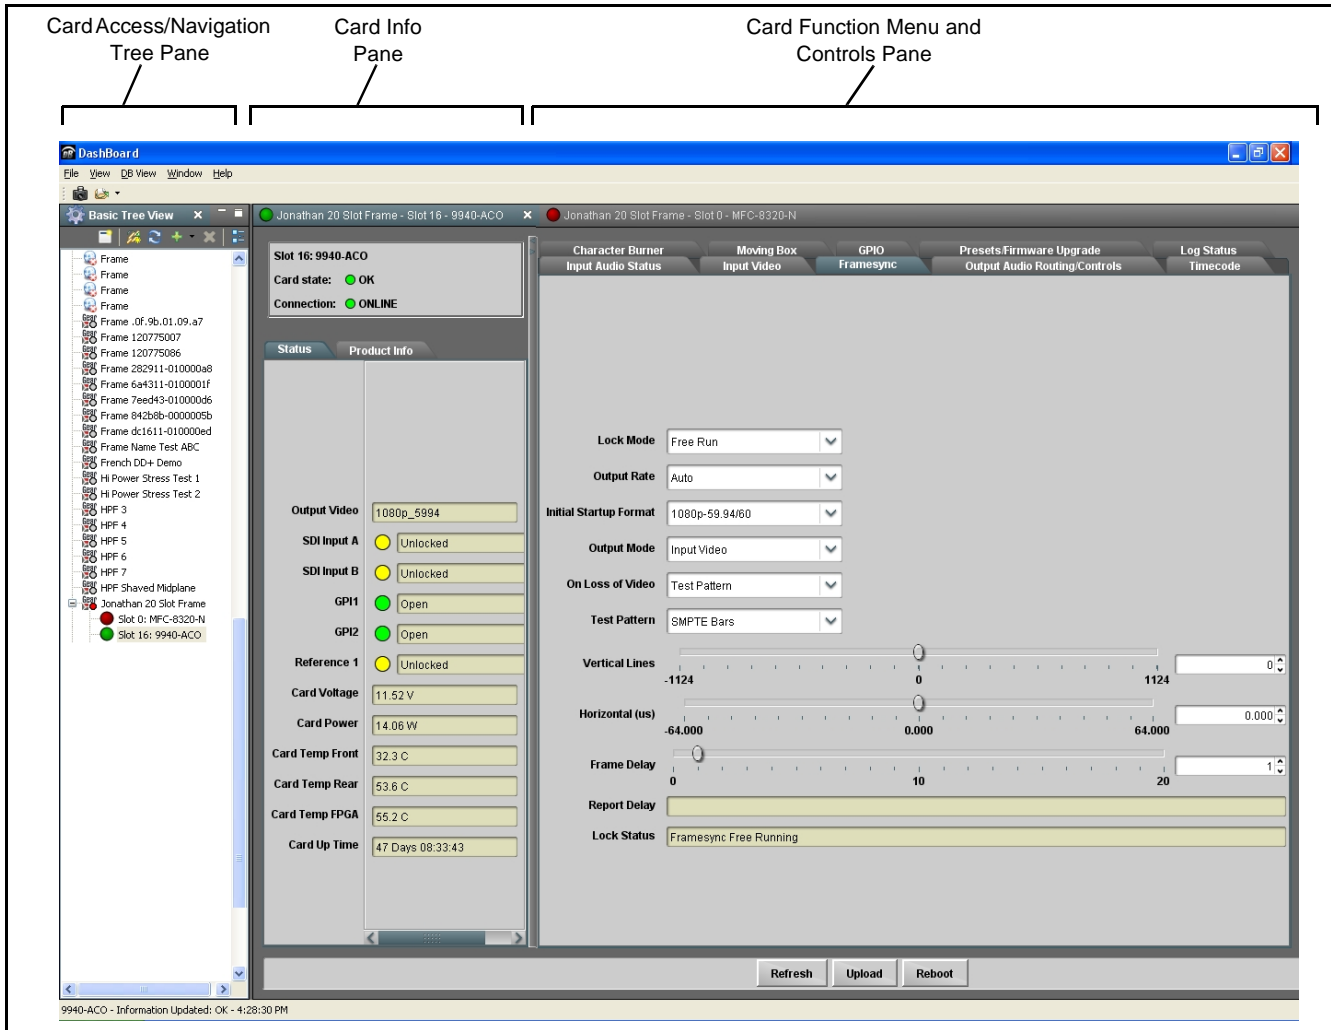 Card Access/Navigation
Tree Pane
Card Info
Pane
Card Function Menu and
Controls Pane
DashBoard
File View DB View Window Help
Basic Tree View
Jonathan 20 Slot Frame - Slot 16 - 9940-ACO
Jonathan 20 Slot Frame - Slot 0 - MFC-8320-N
Frame
Frame
Frame
Frame
Frame .0f.9b.01.09.a7
Frame 120775007
Frame 120775086
Frame 282911-010000a8
Frame 6a4311-0100001f
Frame 7eed43-010000d6
Frame 842b8b-0000005b
Frame dc1611-010000ed
Frame Name Test ABC
French DD+ Demo
Hi Power Stress Test 1
Hi Power Stress Test 2
HPF 3
HPF 4
HPF 5
HPF 6
HPF 7
HPF Shaved Midplane
Jonathan 20 Slot Frame
Slot 0: MFC-8320-N
Slot 16: 9940-ACO
Slot 16: 9940-ACO
Card state: OK
Connection: ONLINE
Status Product Info
Output Video 1080p_5994
SDI Input A Unlocked
SDI Input B Unlocked
GPI1 Open
GPI2 Open
Reference 1 Unlocked
Card Voltage 11.52 V
Card Power 14.06 W
Card Temp Front 32.3 C
Card Temp Rear 53.6 C
Card Temp FPGA 55.2 C
Card Up Time 47 Days 08:33:43
Character Burner Moving Box GPIO Presets/Firmware Upgrade Log Status
Input Audio Status Input Video Framesync Output Audio Routing/Controls Timecode
Lock Mode Free Run
Output Rate Auto
Initial Startup Format 1080p-59.94/60
Output Mode Input Video
On Loss of Video Test Pattern
Test Pattern SMPTE Bars
Vertical Lines 0
-1124 0 1124
Horizontal (us) 0.000
-64.000 0.000 64.000
Frame Delay 1
0 10 20
Report Delay
Lock Status Framesync Free Running
Refresh Upload Reboot
9940-ACO - Information Updated: OK - 4:28:30 PM